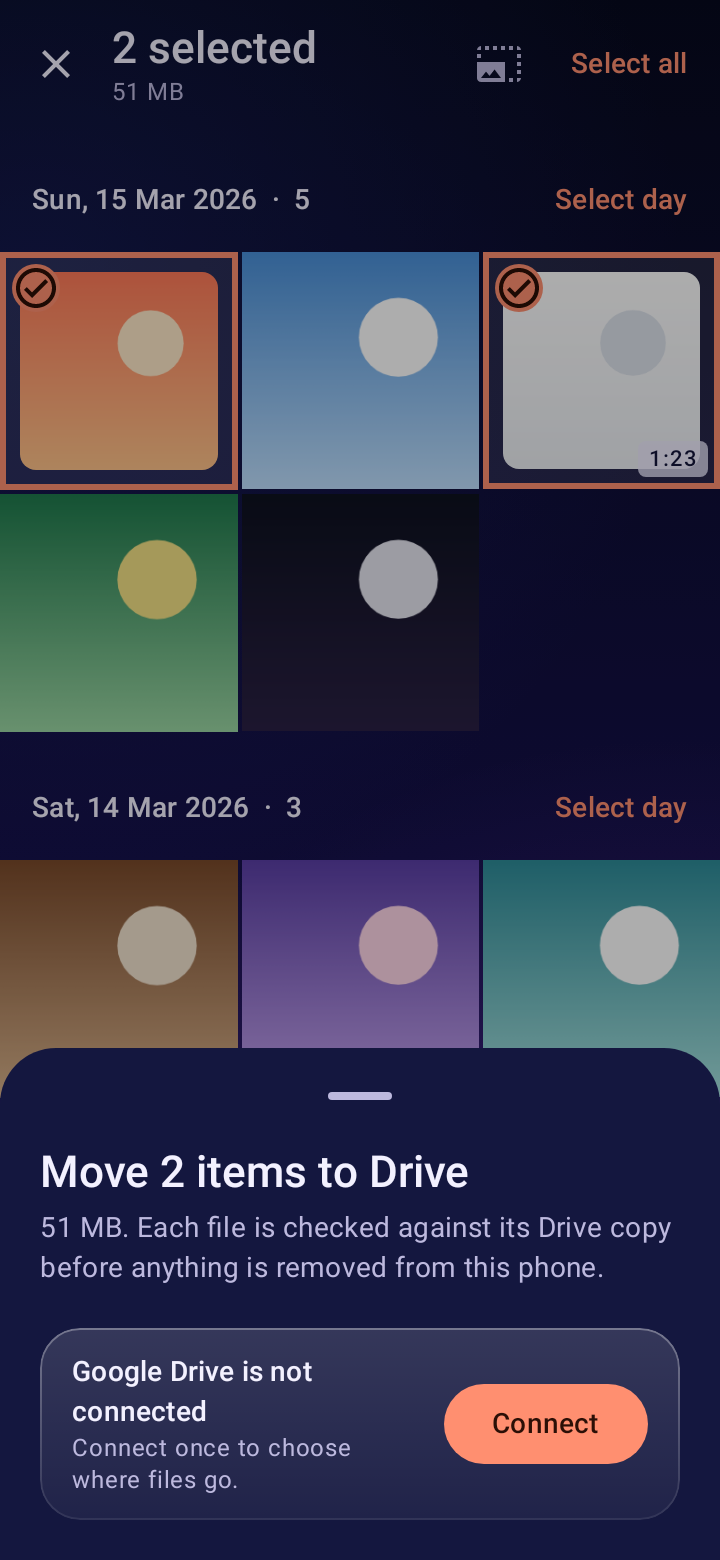 2 selected
51 MB
Select all
Sun, 15 Mar 2026 · 5
Select day
1:23
Sat, 14 Mar 2026 · 3
Select day
Move 2 items to Drive
51 MB. Each file is checked against its Drive copy
before anything is removed from this phone.
Google Drive is not
connected
Connect once to choose
where files go.
Connect